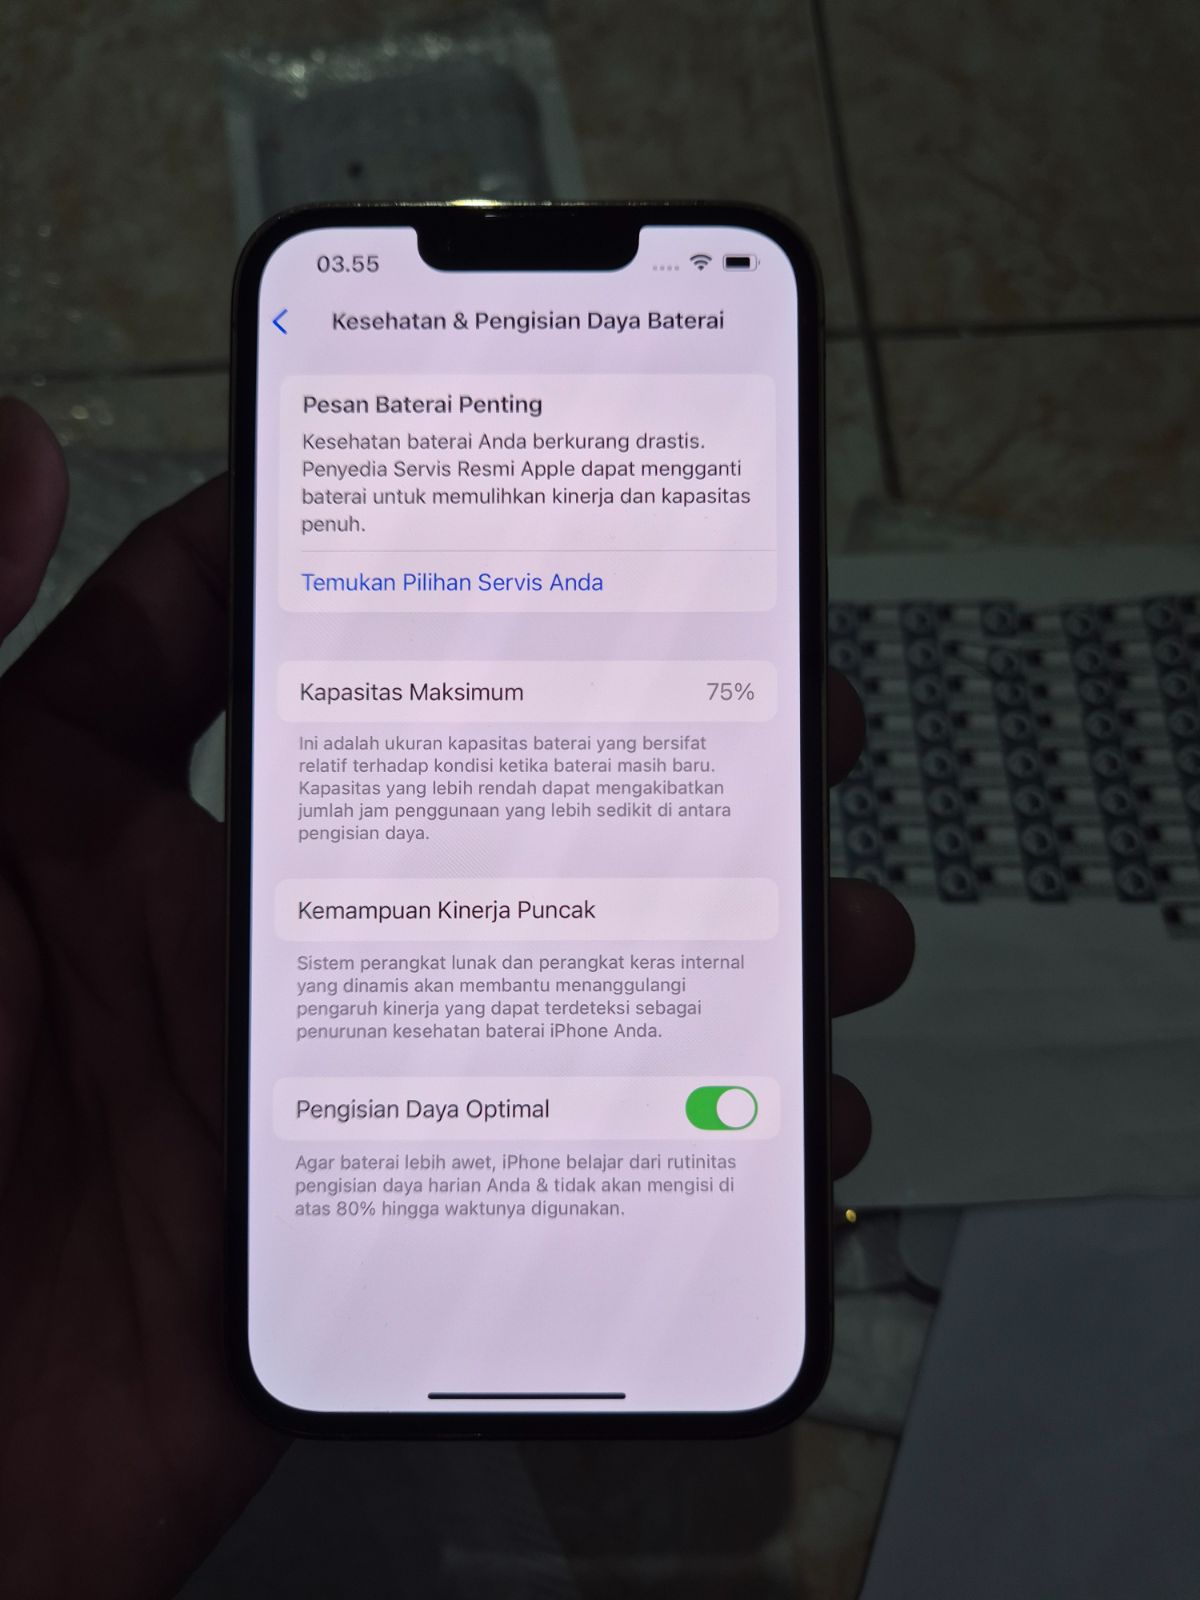 03.55
Kesehatan & Pengisian Daya Baterai
Pesan Baterai Penting
Kesehatan baterai Anda berkurang drastis.
Penyedia Servis Resmi Apple dapat mengganti
baterai untuk memulihkan kinerja dan kapasitas
penuh.
Temukan Pilihan Servis Anda
Kapasitas Maksimum 75%
Ini adalah ukuran kapasitas baterai yang bersifat
relatif terhadap kondisi ketika baterai masih baru.
Kapasitas yang lebih rendah dapat mengakibatkan
jumlah jam penggunaan yang lebih sedikit di antara
pengisian daya.
Kemampuan Kinerja Puncak
Sistem perangkat lunak dan perangkat keras internal
yang dinamis akan membantu menanggulangi
pengaruh kinerja yang dapat terdeteksi sebagai
penurunan kesehatan baterai iPhone Anda.
Pengisian Daya Optimal
Agar baterai lebih awet, iPhone belajar dari rutinitas
pengisian daya harian Anda & tidak akan mengisi di
atas 80% hingga waktunya digunakan.